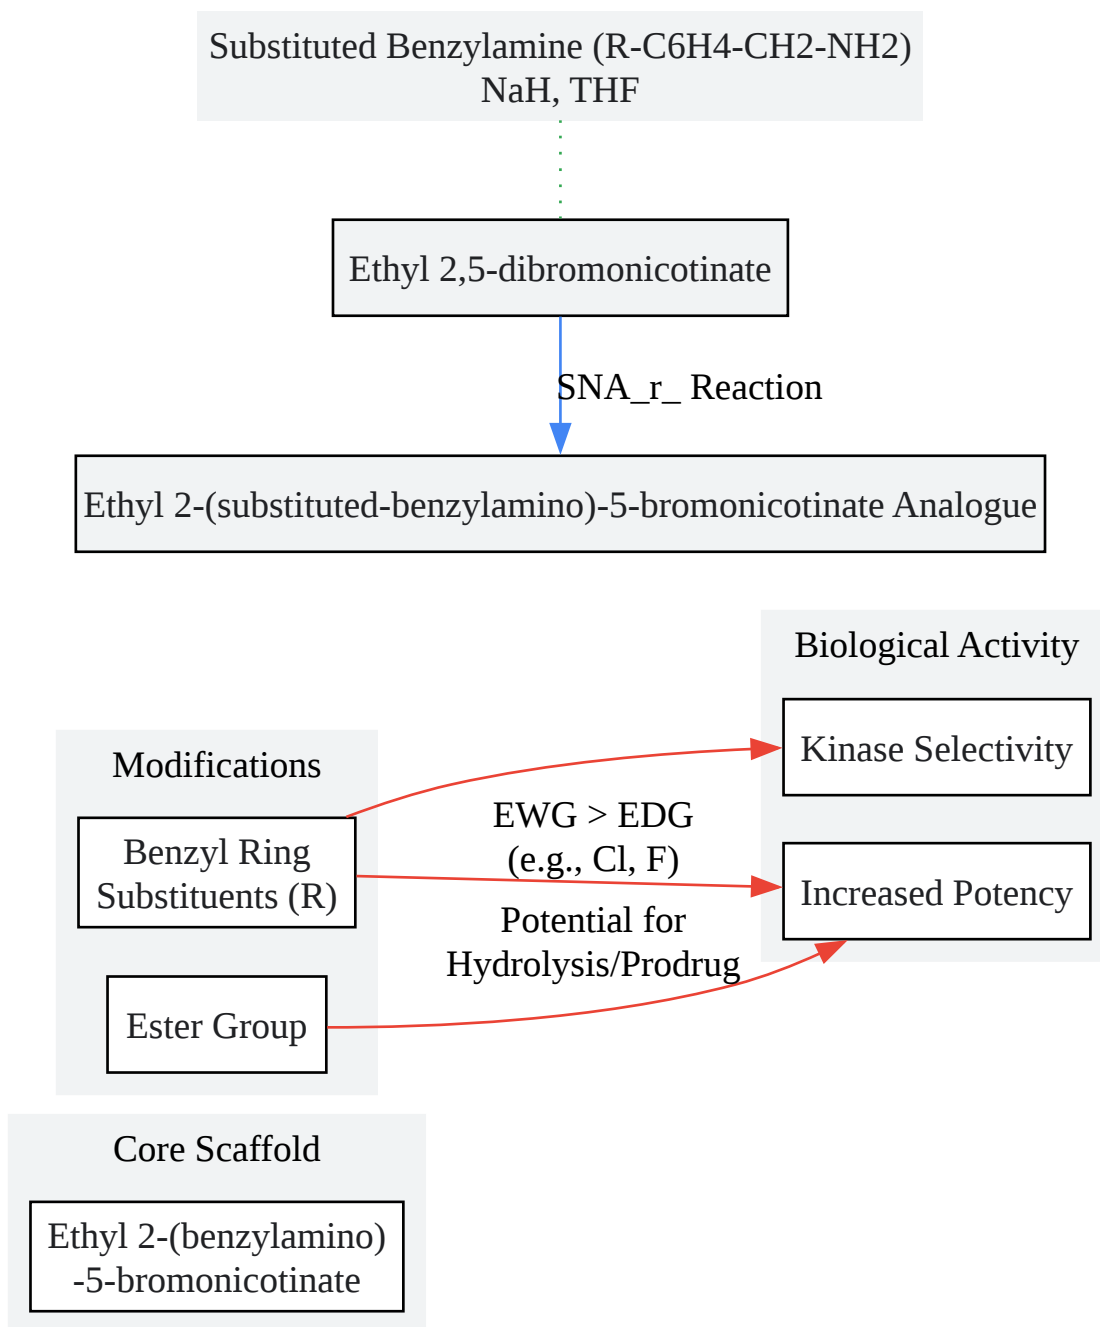 Substituted Benzylamine (R-C6H4-CH2-NH2)
NaH, THF
Ethyl 2,5-dibromonicotinate
SNA_r_ Reaction
Ethyl 2-(substituted-benzylamino)-5-bromonicotinate Analogue
Biological Activity
Kinase Selectivity
Increased Potency
Modifications
Benzyl Ring
Substituents (R)
EWG > EDG
(e.g., Cl, F)
Potential for
Hydrolysis/Prodrug
Ester Group
Core Scaffold
Ethyl 2-(benzylamino)
-5-bromonicotinate